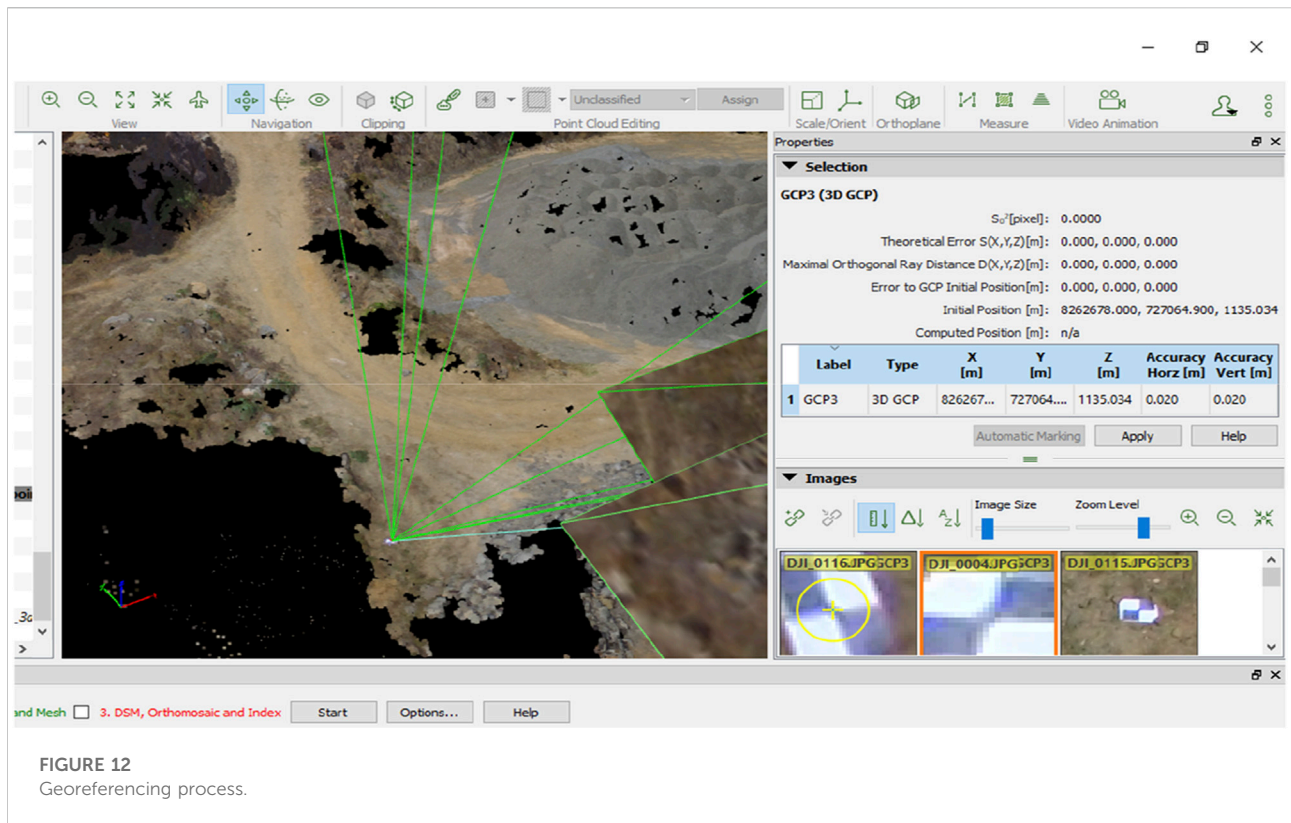 Unclassified
Assign
View
Navigation
Clipping
Point Cloud Editing
Scale/Orient
Orthoplane
Measure
Video Animation
Properties
Selection
GCP3 (3D GCP)
S₀²[pixel]: 0.0000
Theoretical Error S(X,Y,Z)[m]: 0.000, 0.000, 0.000
Maximal Orthogonal Ray Distance D(X,Y,Z)[m]: 0.000, 0.000, 0.000
Error to GCP Initial Position[m]: 0.000, 0.000, 0.000
Initial Position [m]: 8262678.000, 727064.900, 1135.034
Computed Position [m]: n/a
Label Type X [m] Y [m] Z [m] Accuracy Horz [m] Accuracy Vert [m]
1 GCP3 3D GCP 826267... 727064.... 1135.034 0.020 0.020
Automatic Marking Apply Help
Images
Image Size Zoom Level
DJI_0116.JPG GCP3 DJI_0004.JPG GCP3 DJI_0115.JPG GCP3
_3d
and Mesh 3. DSM, Orthomosaic and Index Start Options... Help
FIGURE 12
Georeferencing process.